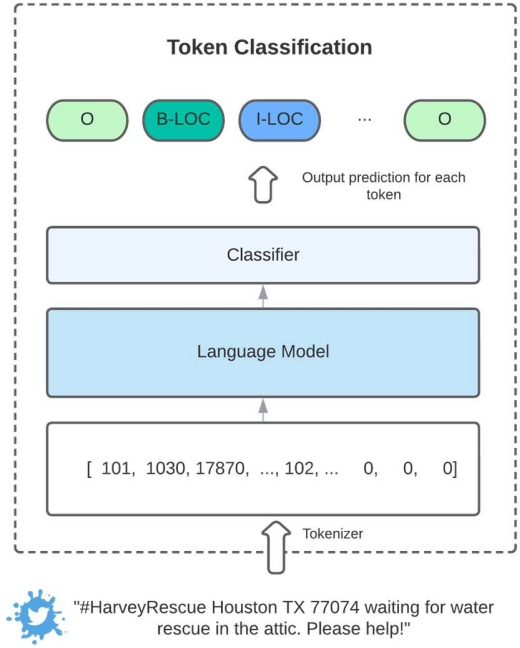 Token Classification
O B-LOC I-LOC ... O
Output prediction for each
token
Classifier
Language Model
[ 101, 1030, 17870, ..., 102, ... 0, 0, 0]
Tokenizer
"#HarveyRescue Houston TX 77074 waiting for water
rescue in the attic. Please help!"